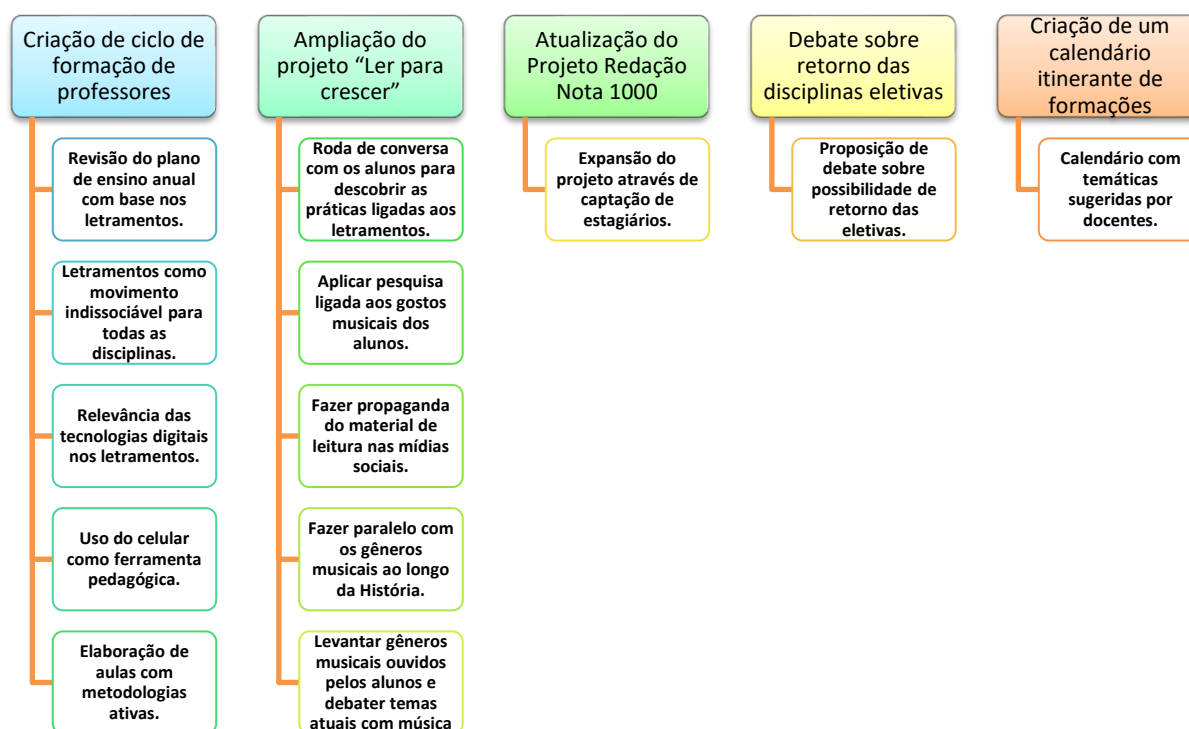 Criação de ciclo de
formação de
professores
Revisão do plano
de ensino anual
com base nos
letramentos.
Letramentos como
movimento
indissociável para
todas as
disciplinas.
Relevância das
tecnologias digitais
nos letramentos.
Uso do celular
como ferramenta
pedagógica.
Elaboração de
aulas com
metodologias
ativas.
Ampliação do
projeto “Ler para
crescer”
Roda de conversa
com os alunos para
descobrir as
práticas ligadas aos
letramentos.
Aplicar pesquisa
ligada aos gostos
musicais dos
alunos.
Fazer propaganda
do material de
leitura nas mídias
sociais.
Fazer paralelo com
os gêneros
musicais ao longo
da História.
Levantar gêneros
musicais ouvidos
pelos alunos e
debater temas
atuais com música
Atualização do
Projeto Redação
Nota 1000
Expansão do
projeto através de
captação de
estagiários.
Debate sobre
retorno das
disciplinas eletivas
Proposição de
debate sobre
possibilidade de
retorno das
eletivas.
Criação de um
calendário
itinerante de
formações
Calendário com
temáticas
sugeridas por
docentes.